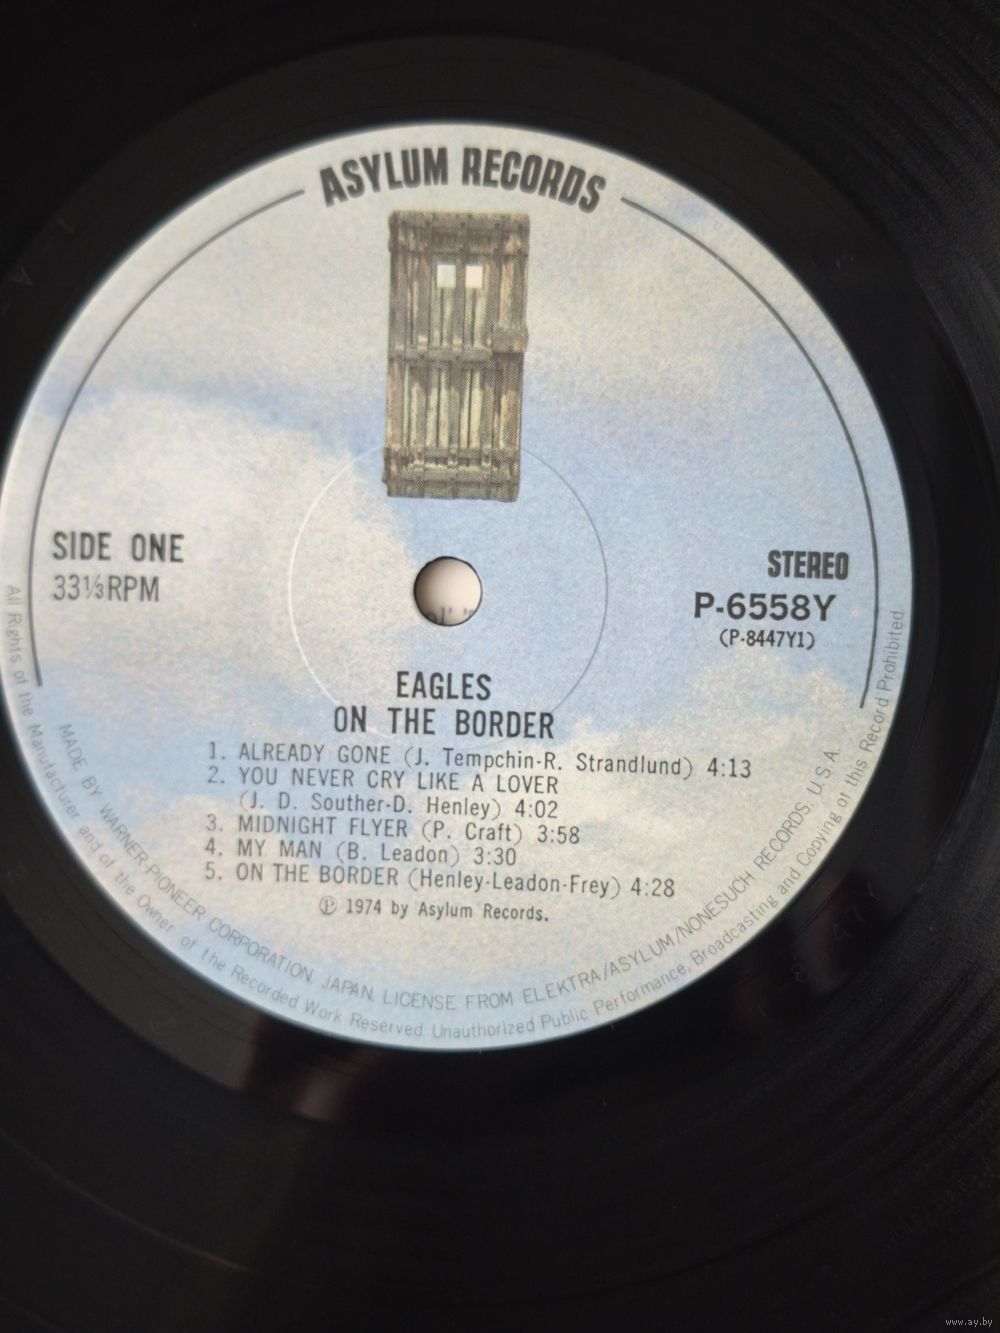 ASYLUM RECORDS
SIDE ONE
33⅓RPM
STEREO
P-6558Y
(P-8447Y1)
EAGLES
ON THE BORDER
1. ALREADY GONE (J. Tempchin-R. Strandlund) 4:13
2. YOU NEVER CRY LIKE A LOVER
(J. D. Souther-D. Henley) 4:02
3. MIDNIGHT FLYER (P. Craft) 3:58
4. MY MAN (B. Leadon) 3:30
5. ON THE BORDER (Henley-Leadon-Frey) 4:28
Ⓟ 1974 by Asylum Records.
MADE BY WARNER-PIONEER CORPORATION, JAPAN, LICENSE FROM ELEKTRA/ASYLUM/NONESUCH RECORDS, U.S.A.
All Rights of the Manufacturer and of the Owner of the Recorded Work Reserved. Unauthorized Public Performance, Broadcasting and Copying of this Record Prohibited.
www.ay.by